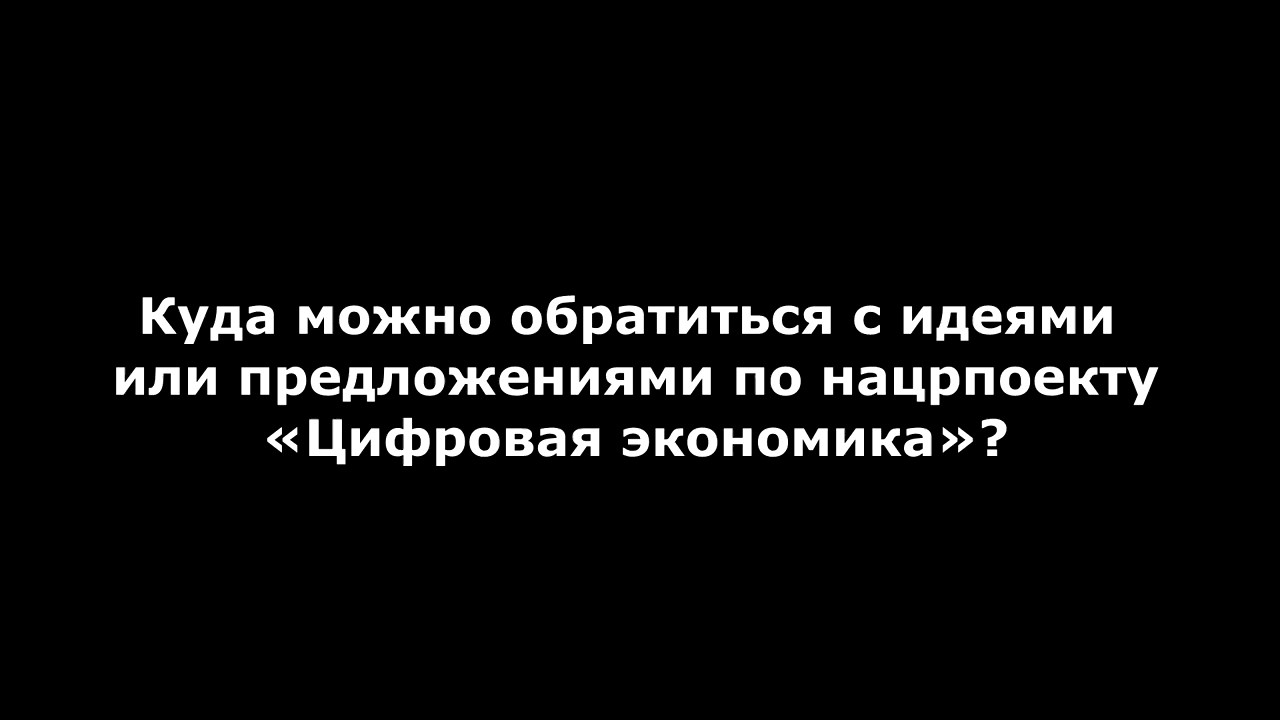 Куда можно обратиться с идеями
или предложениями по нацрпоекту
«Цифровая экономика»?